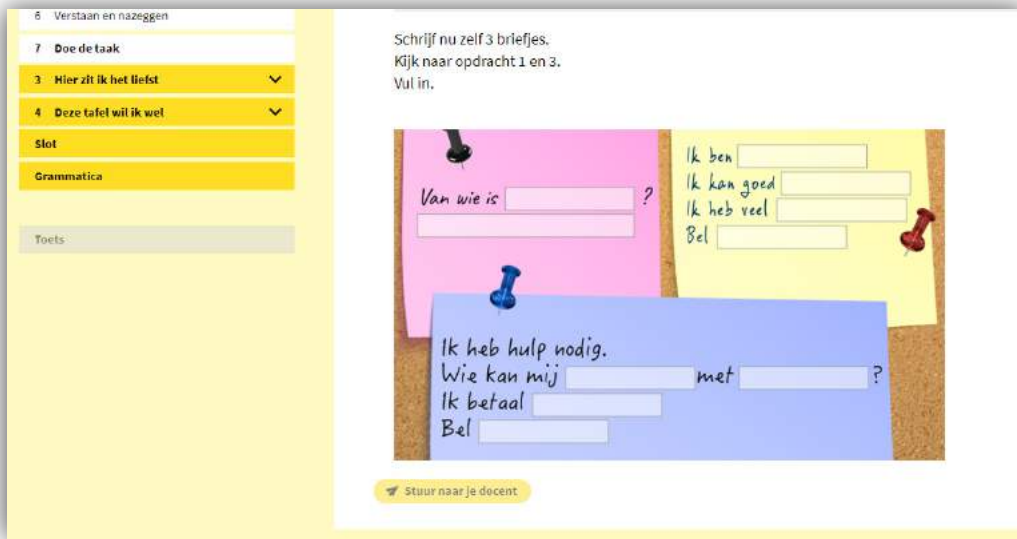 6 Verstaan en nazeggen
7 Doe de taak
3 Hier zit ik het liefst
4 Deze tafel wil ik wel
Slot
Grammatica
Toets
Schrijf nu zelf 3 briefjes.
Kijk naar opdracht 1 en 3.
Vul in.
Van wie is ?
Ik ben
Ik kan goed
Ik heb veel
Bel
Ik heb hulp nodig.
Wie kan mij met ?
Ik betaal
Bel
Stuur naar je docent